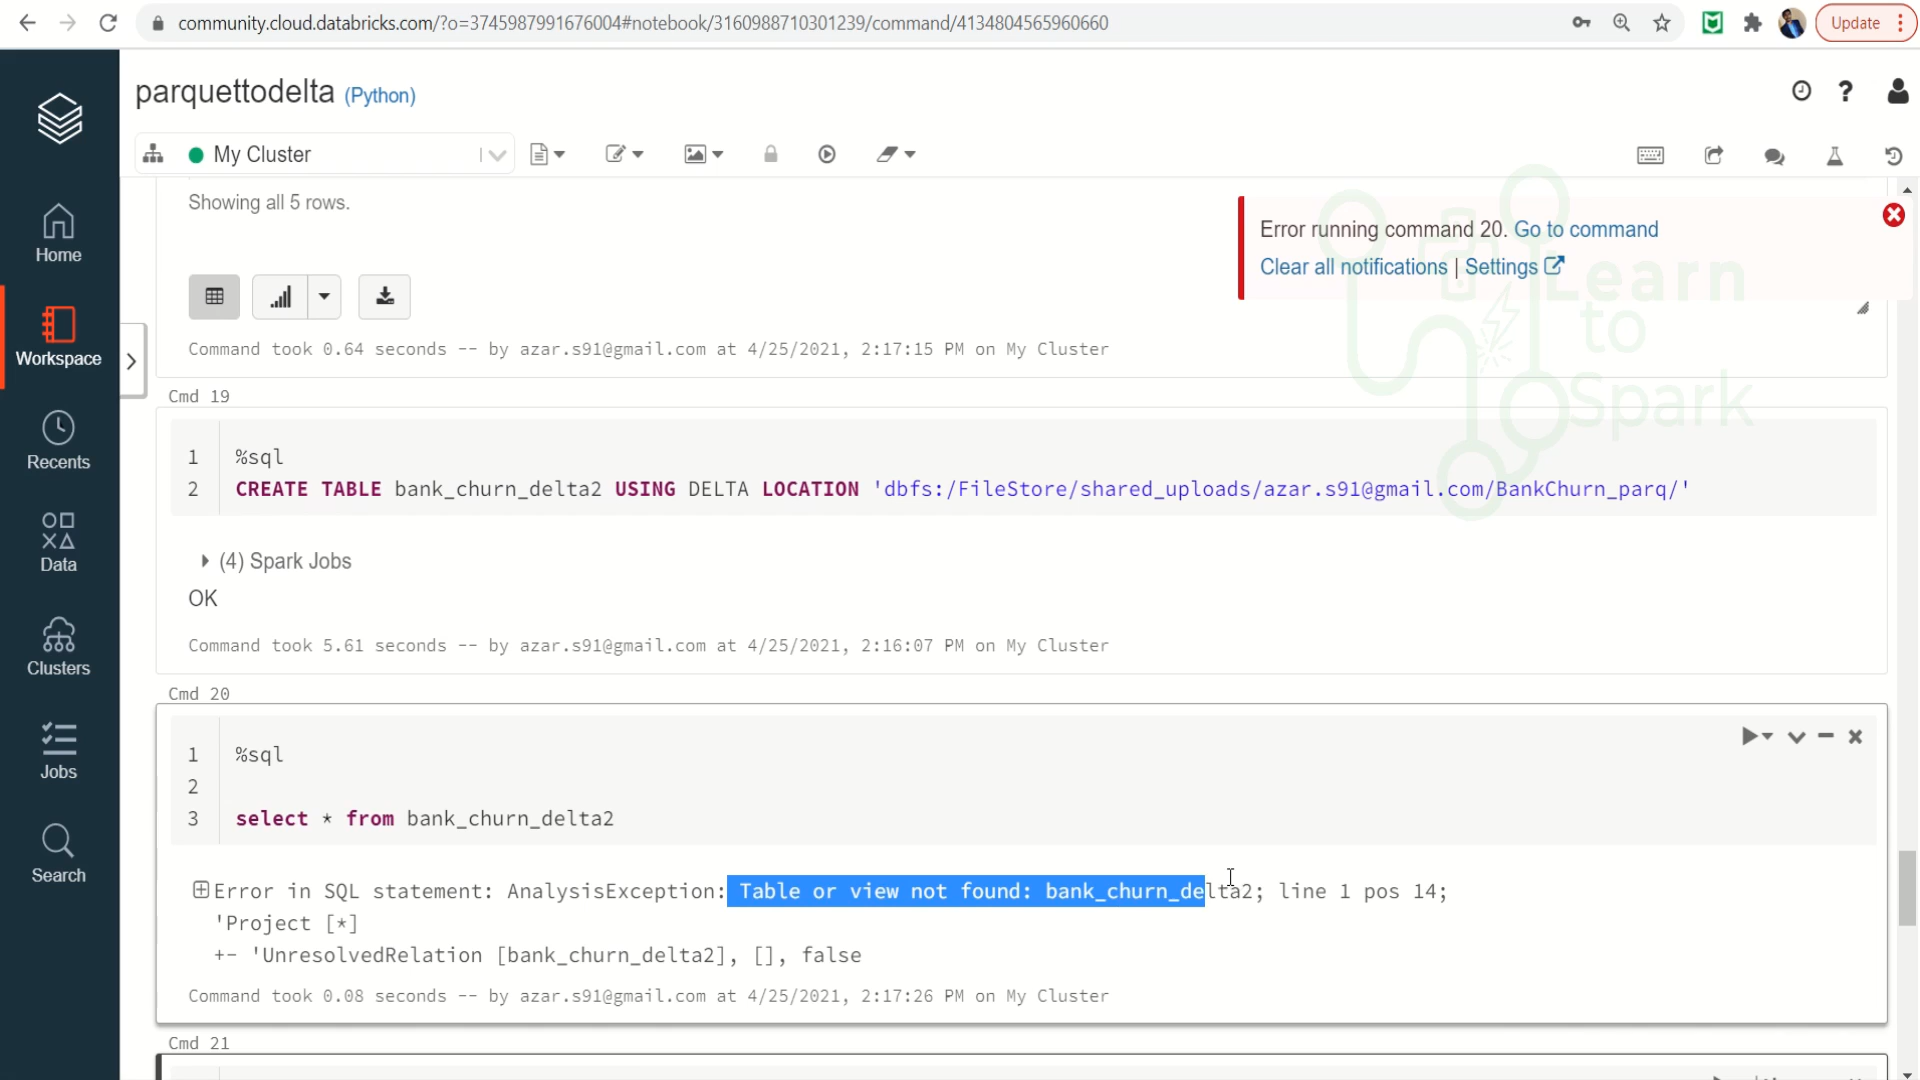 community.cloud.databricks.com/?o=3745987991676004#notebook/3160988710301239/command/4134804565960660
Update
parquettodelta (Python)
My Cluster
Showing all 5 rows.
Error running command 20. Go to command
Clear all notifications | Settings
Learn
to
Spark
Command took 0.64 seconds -- by azar.s91@gmail.com at 4/25/2021, 2:17:15 PM on My Cluster
Home
Workspace
Recents
Data
Clusters
Jobs
Search
Cmd 19
1 %sql
2 CREATE TABLE bank_churn_delta2 USING DELTA LOCATION 'dbfs:/FileStore/shared_uploads/azar.s91@gmail.com/BankChurn_parq/'
(4) Spark Jobs
OK
Command took 5.61 seconds -- by azar.s91@gmail.com at 4/25/2021, 2:16:07 PM on My Cluster
Cmd 20
1 %sql
2
3 select * from bank_churn_delta2
Error in SQL statement: AnalysisException: Table or view not found: bank_churn_delta2; line 1 pos 14;
'Project [*]
+- 'UnresolvedRelation [bank_churn_delta2], [], false
Command took 0.08 seconds -- by azar.s91@gmail.com at 4/25/2021, 2:17:26 PM on My Cluster
Cmd 21